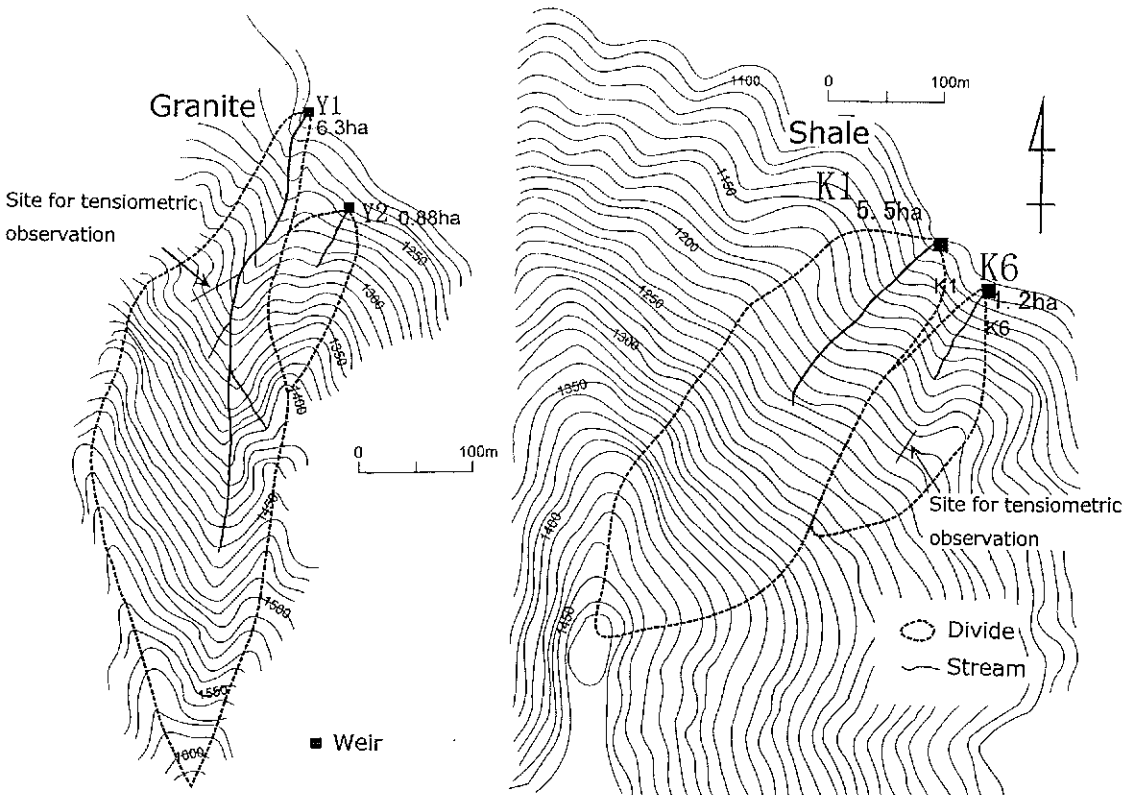 Granite
Y1
6.3ha
Site for tensiometric
observation
Y2 0.88ha
1250
1300
1350
1400
1450
1500
1550
1600
0 100m
Weir
1100
0 100m
Shale
K1
5.5ha
1150
1200
1250
1300
1350
1400
1450
K1
K6
1.2ha
K6
Site for tensiometric
observation
Divide
Stream